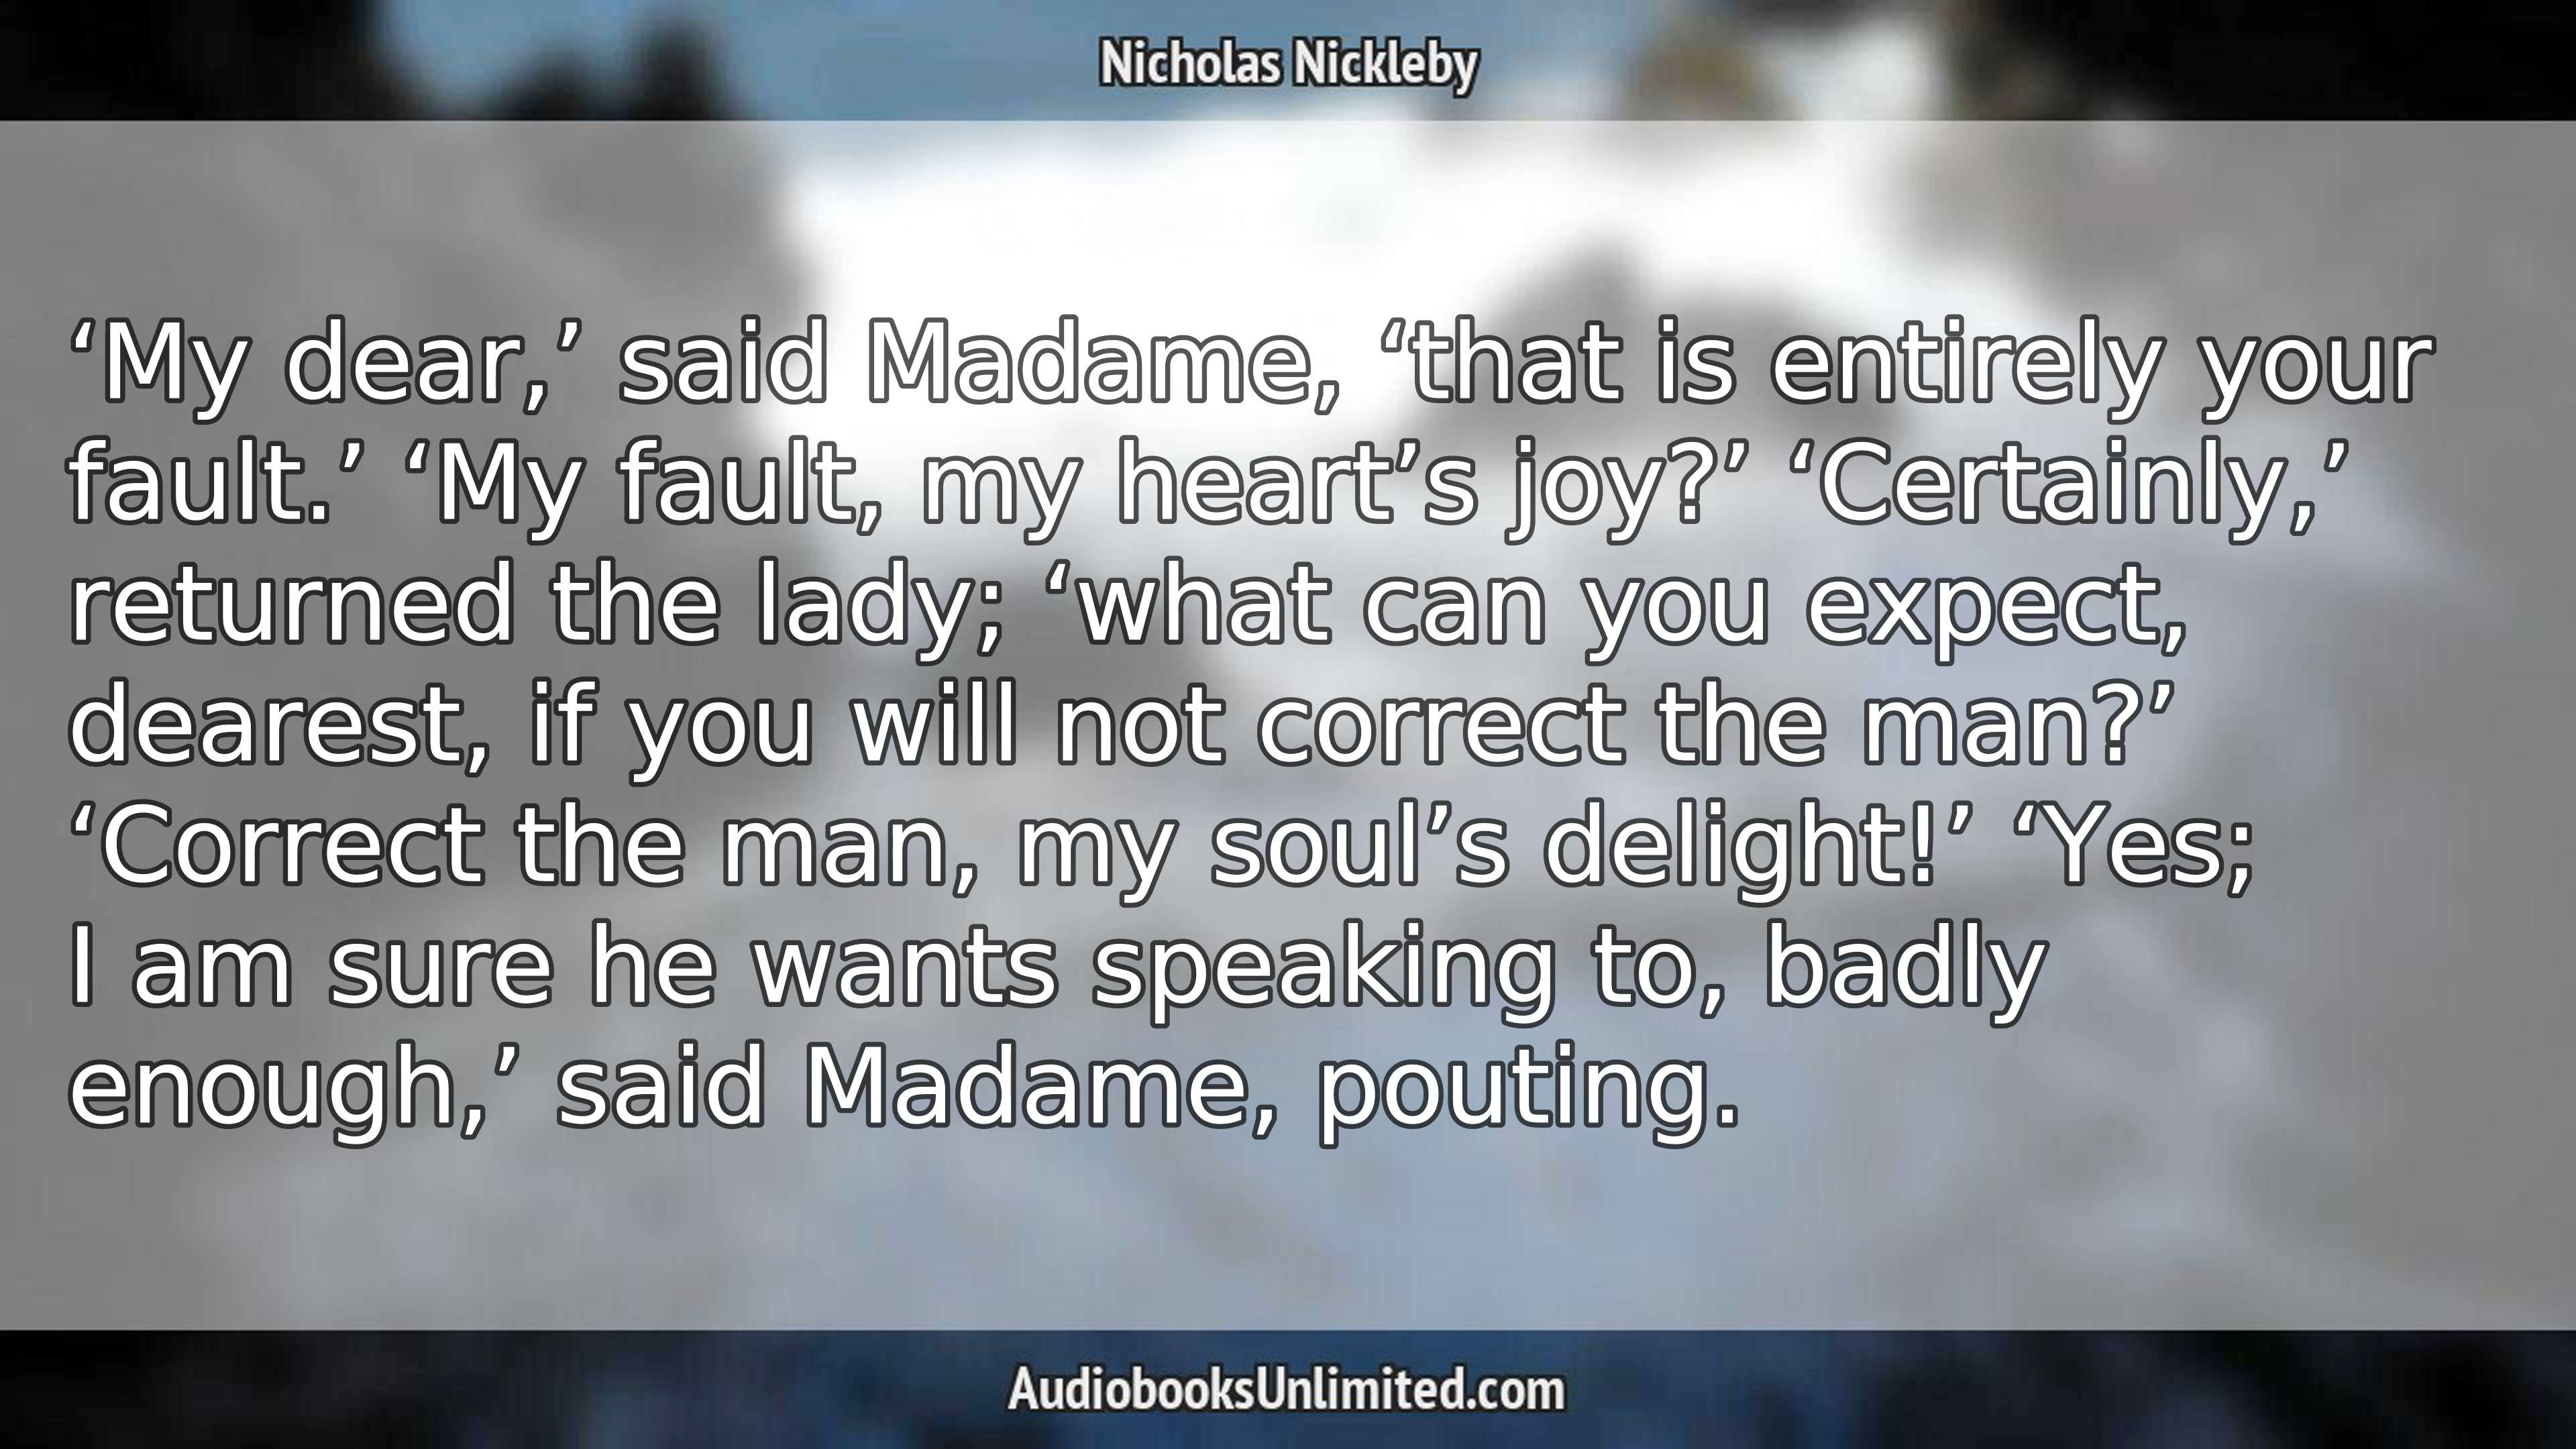 Nicholas Nickleby
‘My dear,’ said Madame, ‘that is entirely your
fault.’ ‘My fault, my heart’s joy?’ ‘Certainly,’
returned the lady; ‘what can you expect,
dearest, if you will not correct the man?’
‘Correct the man, my soul’s delight!’ ‘Yes;
I am sure he wants speaking to, badly
enough,’ said Madame, pouting.
AudiobooksUnlimited.com